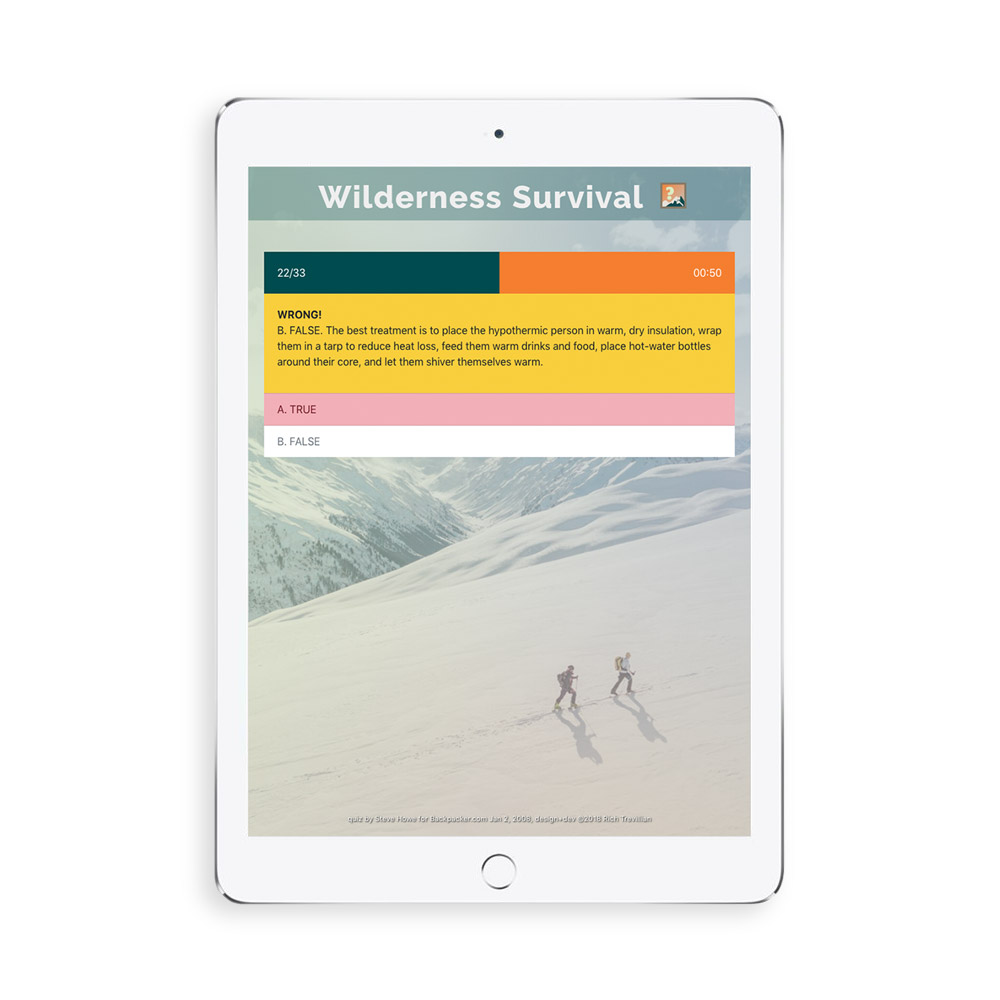 Wilderness Survival
22/33
00:50
WRONG!
B. FALSE. The best treatment is to place the hypothermic person in warm, dry insulation, wrap
them in a tarp to reduce heat loss, feed them warm drinks and food, place hot-water bottles
around their core, and let them shiver themselves warm.
A. TRUE
B. FALSE
quiz by Steve Howe for Backpacker.com Jan 2, 2008, design+dev ©2018 Rich Trevilian